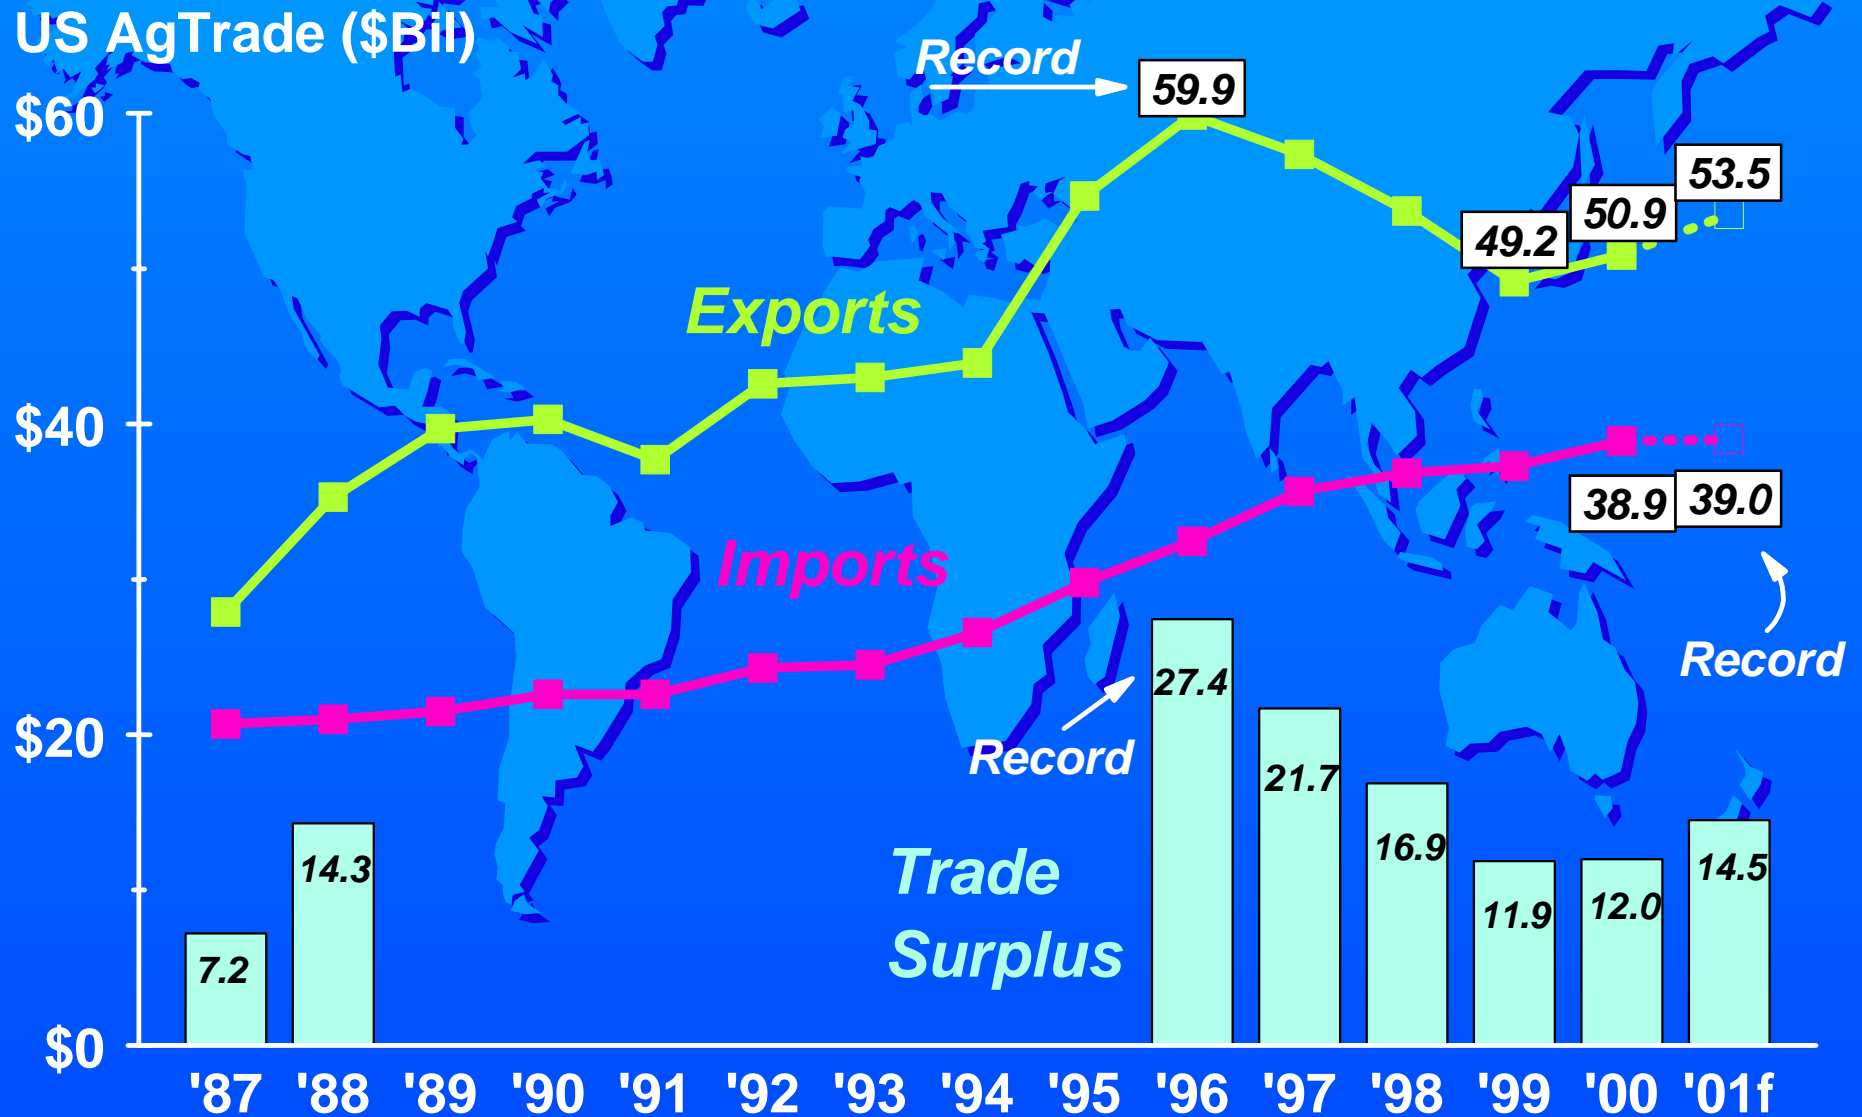 US AgTrade ($Bil)
Record
59.9
$60
53.5
50.9
49.2
Exports
$40
38.9
39.0
Imports
Record
27.4
$20
Record
21.7
14.3
16.9
14.5
Trade
12.0
11.9
Surplus
7.2
$0
'87 '88 '89 '90 '91 '92 '93 '94 '95 '96 '97 '98 '99 '00 '01f